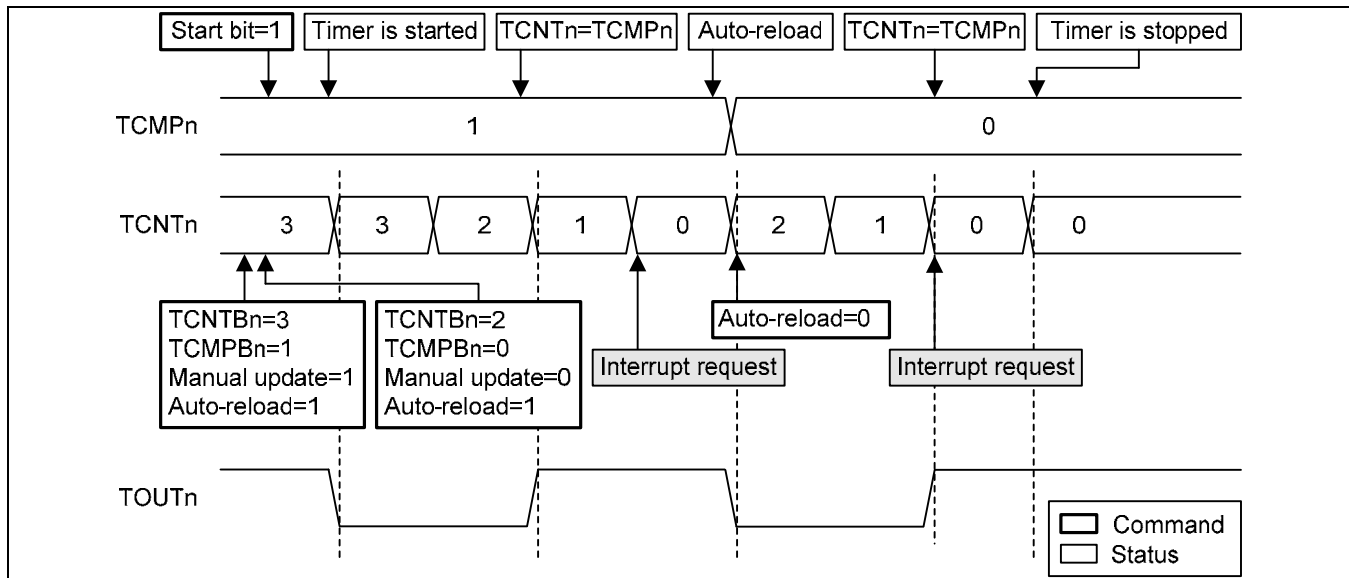 Start bit=1 Timer is started TCNTn=TCMPn Auto-reload TCNTn=TCMPn Timer is stopped
TCMPn 1 0
TCNTn 3 3 2 1 0 2 1 0 0
TCNTBn=3
TCMPBn=1
Manual update=1
Auto-reload=1
TCNTBn=2
TCMPBn=0
Manual update=0
Auto-reload=1
Interrupt request
Auto-reload=0
Interrupt request
TOUTn
Command
Status